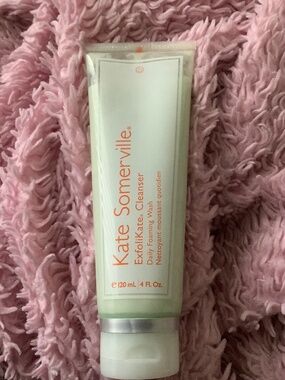 Kate Somerville®
ExfoliKate® Cleanser
Daily Foaming Wash
Nettoyant moussant quotidien
℮ 120 mL 4 Fl. Oz.